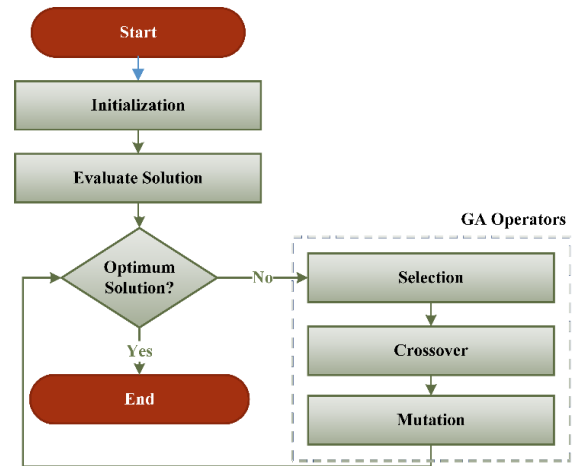 Start
Initialization
Evaluate Solution
Optimum
Solution?
No
Yes
End
GA Operators
Selection
Crossover
Mutation